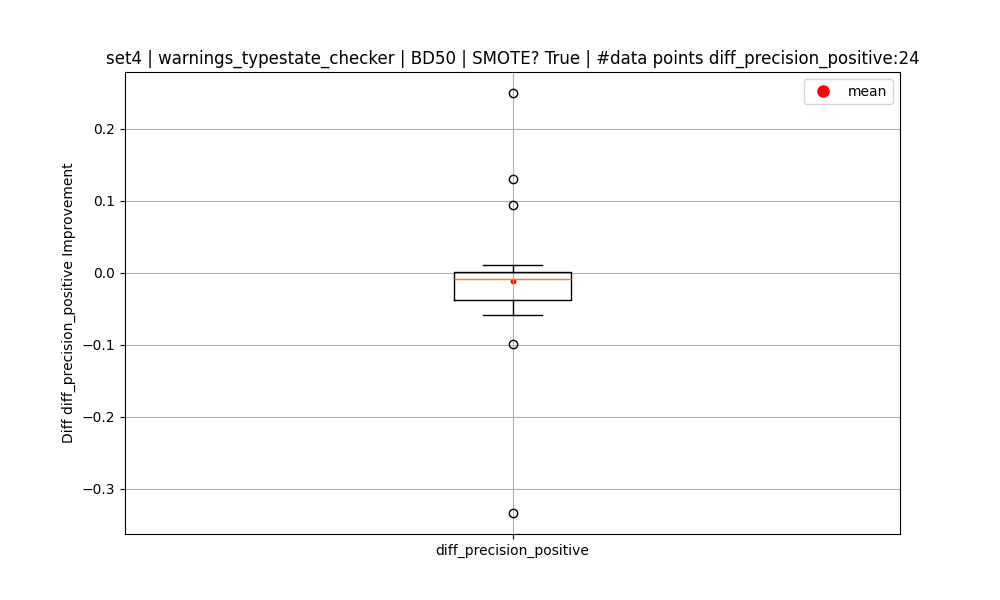 set4 | warnings_typestate_checker | BD50 | SMOTE? True | #data points diff_precision_positive:24
mean
0.2
0.1
0.0
−0.1
−0.2
−0.3
Diff diff_precision_positive Improvement
diff_precision_positive